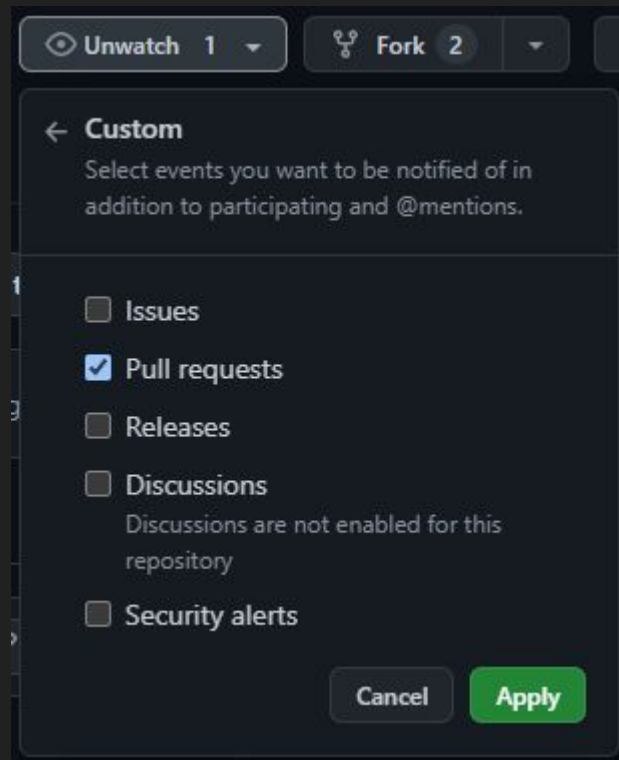 Unwatch 1
Fork 2
Custom
Select events you want to be notified of in
addition to participating and @mentions.
Issues
Pull requests
Releases
Discussions
Discussions are not enabled for this
repository
Security alerts
Cancel
Apply